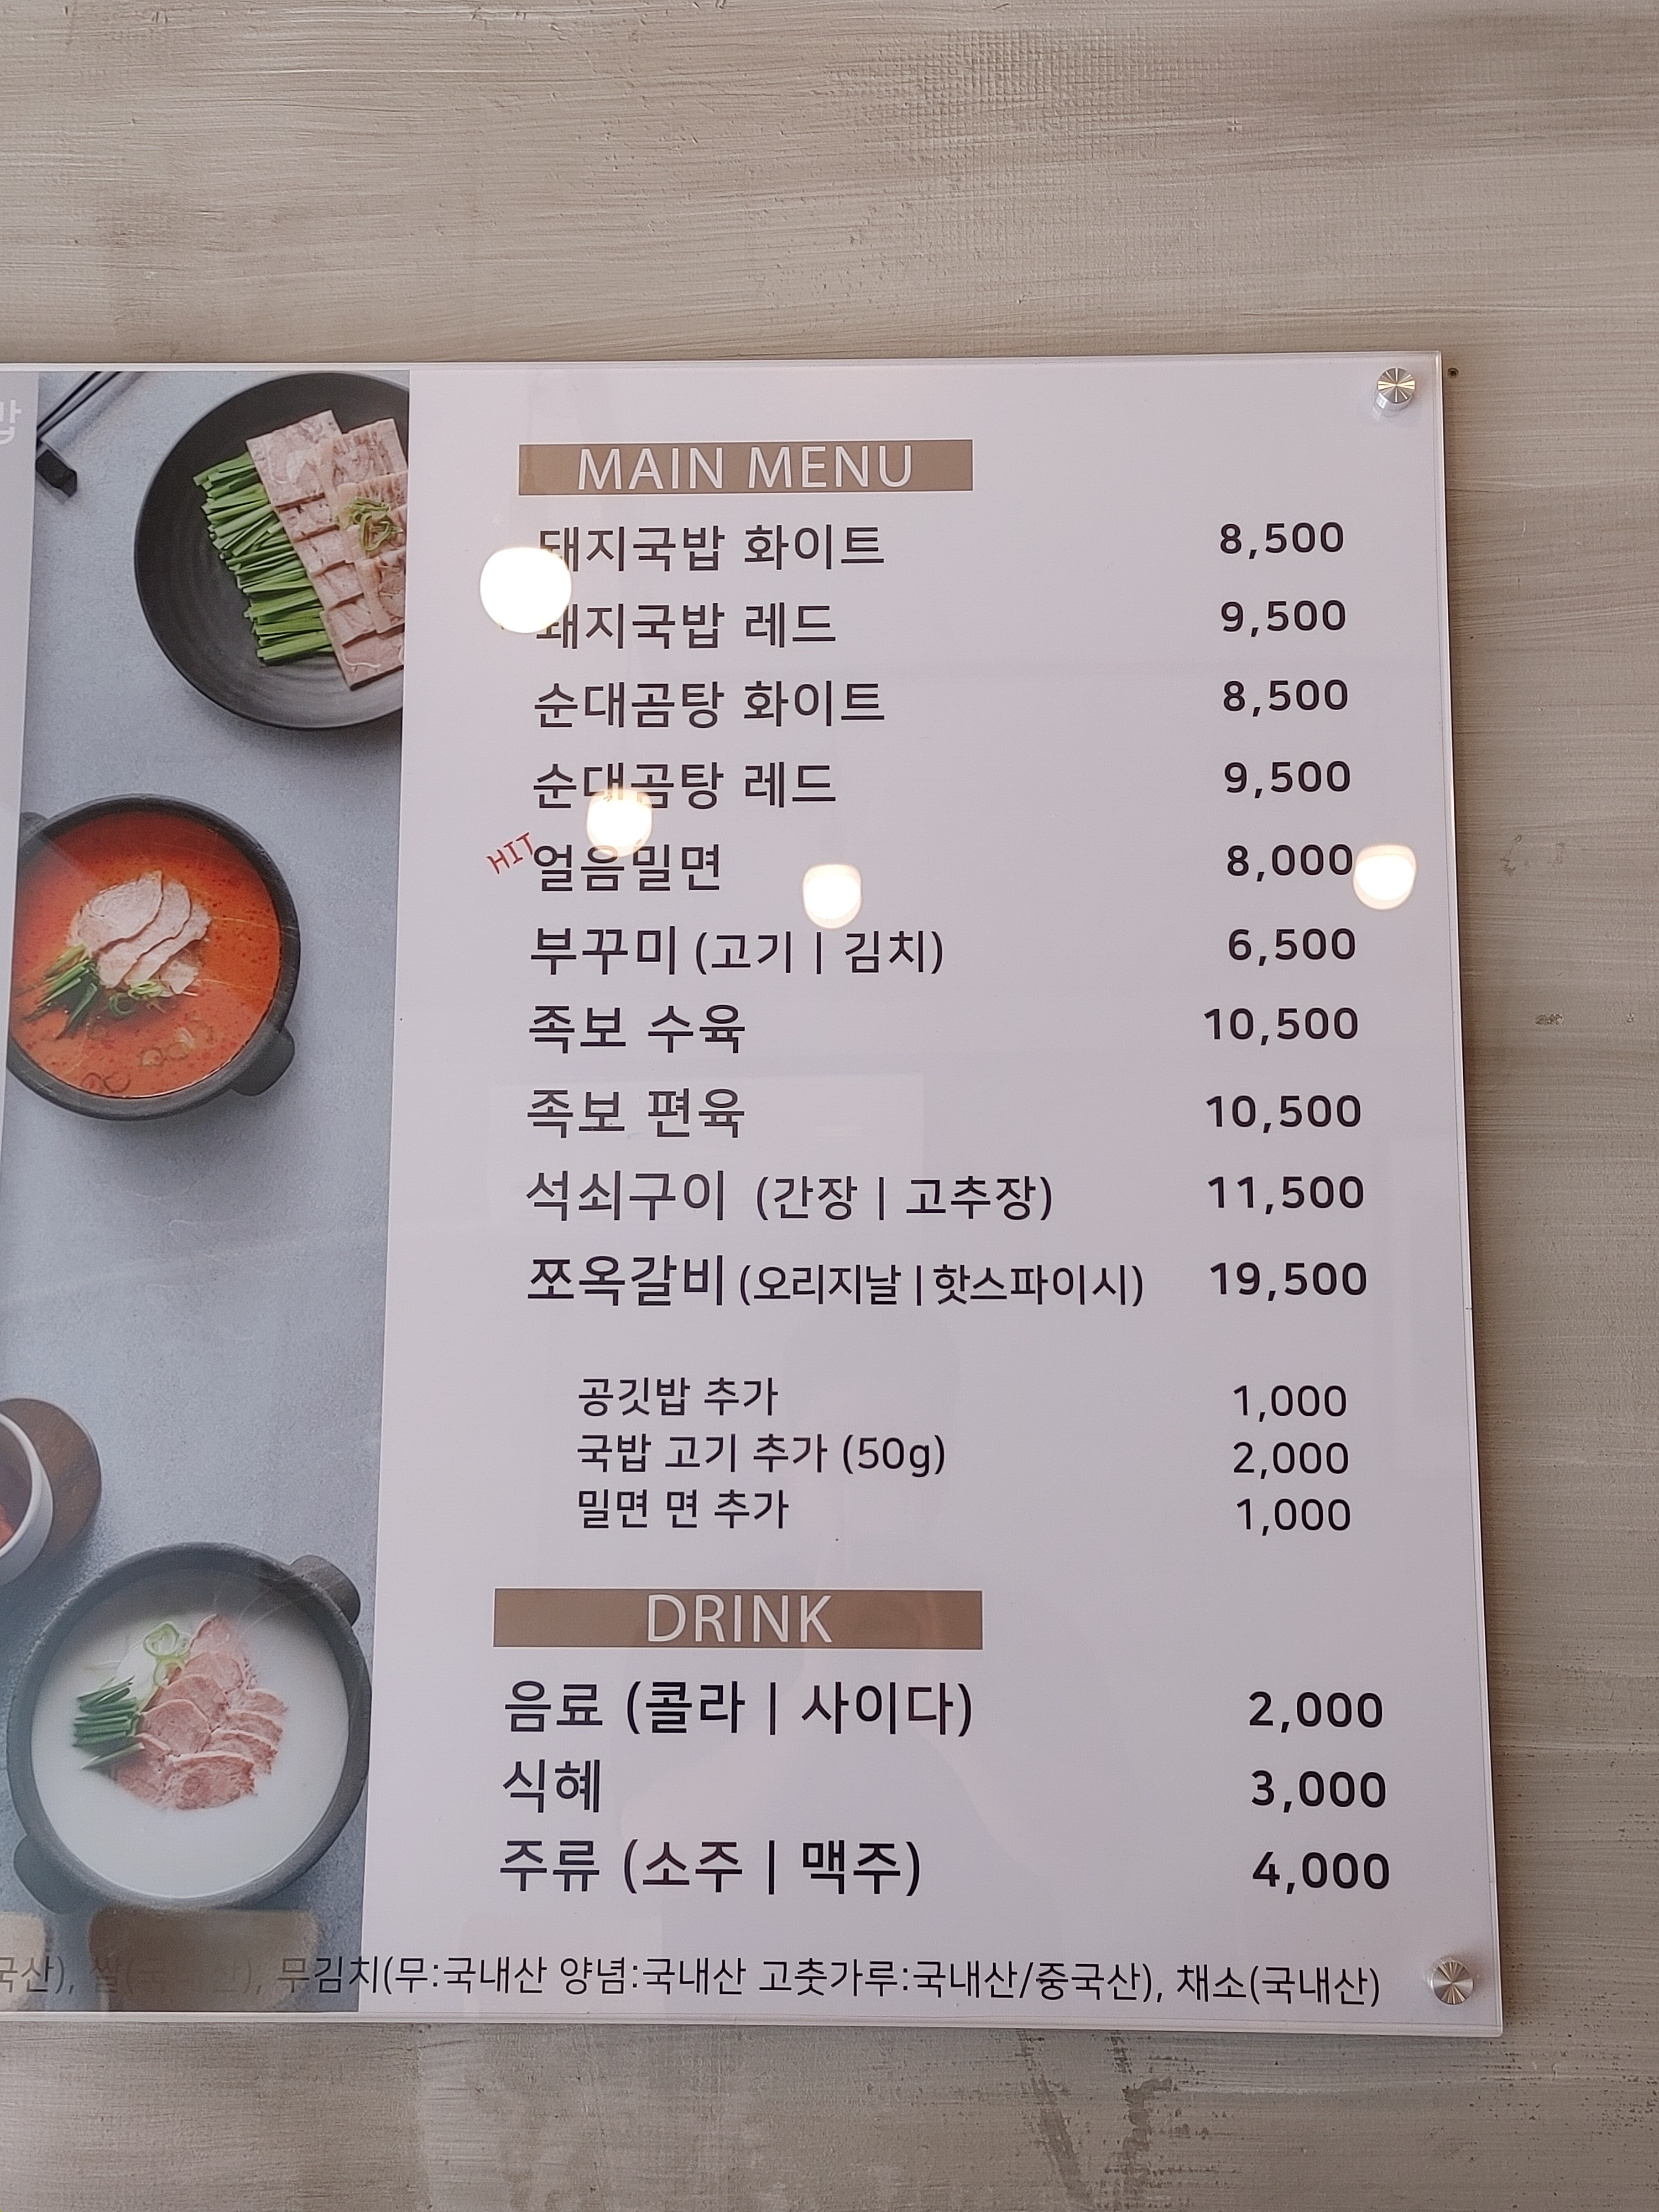 밥
MAIN MENU
돼지국밥 화이트 8,500
돼지국밥 레드 9,500
순대곰탕 화이트 8,500
순대곰탕 레드 9,500
HIT 얼음밀면 8,000
부꾸미 (고기 | 김치) 6,500
족보 수육 10,500
족보 편육 10,500
석쇠구이 (간장 | 고추장) 11,500
쪼옥갈비 (오리지날 | 핫스파이시) 19,500
공깃밥 추가 1,000
국밥 고기 추가 (50g) 2,000
밀면 면 추가 1,000
DRINK
음료 (콜라 | 사이다) 2,000
식혜 3,000
주류 (소주 | 맥주) 4,000
국산), 쌀(국내산), 무김치(무:국내산 양념:국내산 고춧가루:국내산/중국산), 채소(국내산)